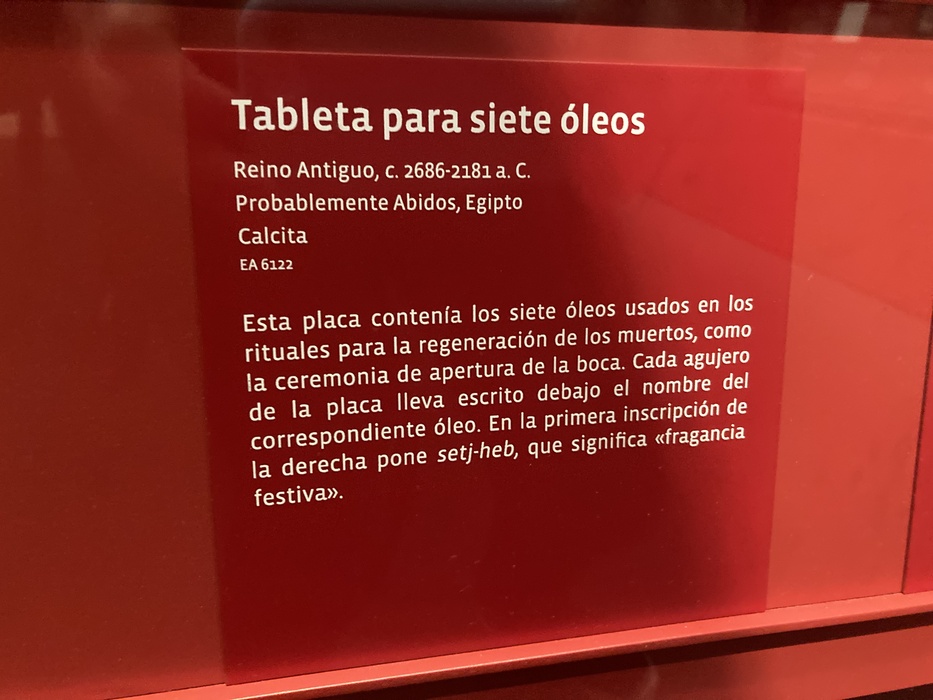 Tableta para siete óleos
Reino Antiguo, c. 2686-2181 a. C.
Probablemente Abidos, Egipto
Calcita
EA 6122
Esta placa contenía los siete óleos usados en los
rituales para la regeneración de los muertos, como
la ceremonia de apertura de la boca. Cada agujero
de la placa lleva escrito debajo el nombre del
correspondiente óleo. En la primera inscripción de
la derecha pone setj-heb, que significa «fragancia
festiva».